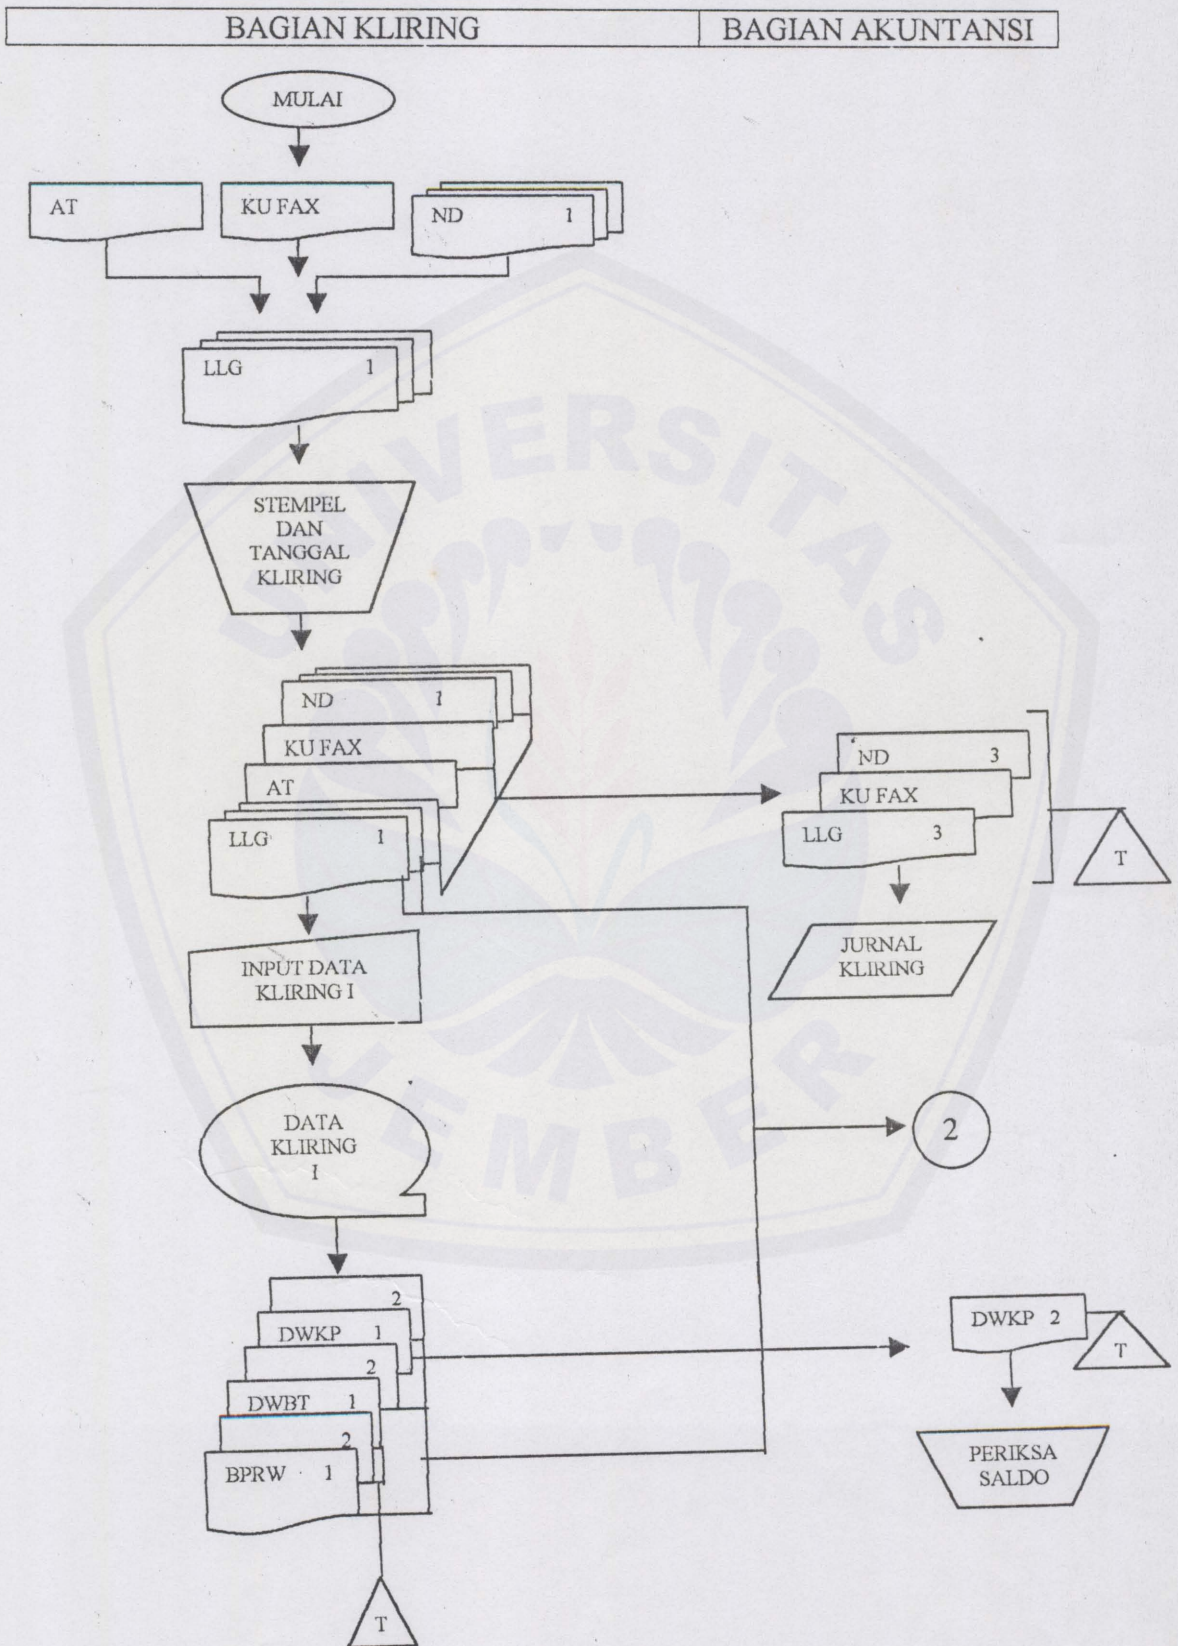 BAGIAN KLIRING
BAGIAN AKUNTANSI
MULAI
AT
KU FAX
ND 1
LLG 1
STEMPEL
DAN
TANGGAL
KLIRING
ND 1
KU FAX
AT
LLG 1
ND 3
KU FAX
LLG 3
T
INPUT DATA
KLIRING I
JURNAL
KLIRING
DATA
KLIRING
I
2
2
DWKP 1
2
DWBT 1
2
BPRW 1
T
DWKP 2
T
PERIKSA
SALDO
UNIVERSITAS
JEMBER